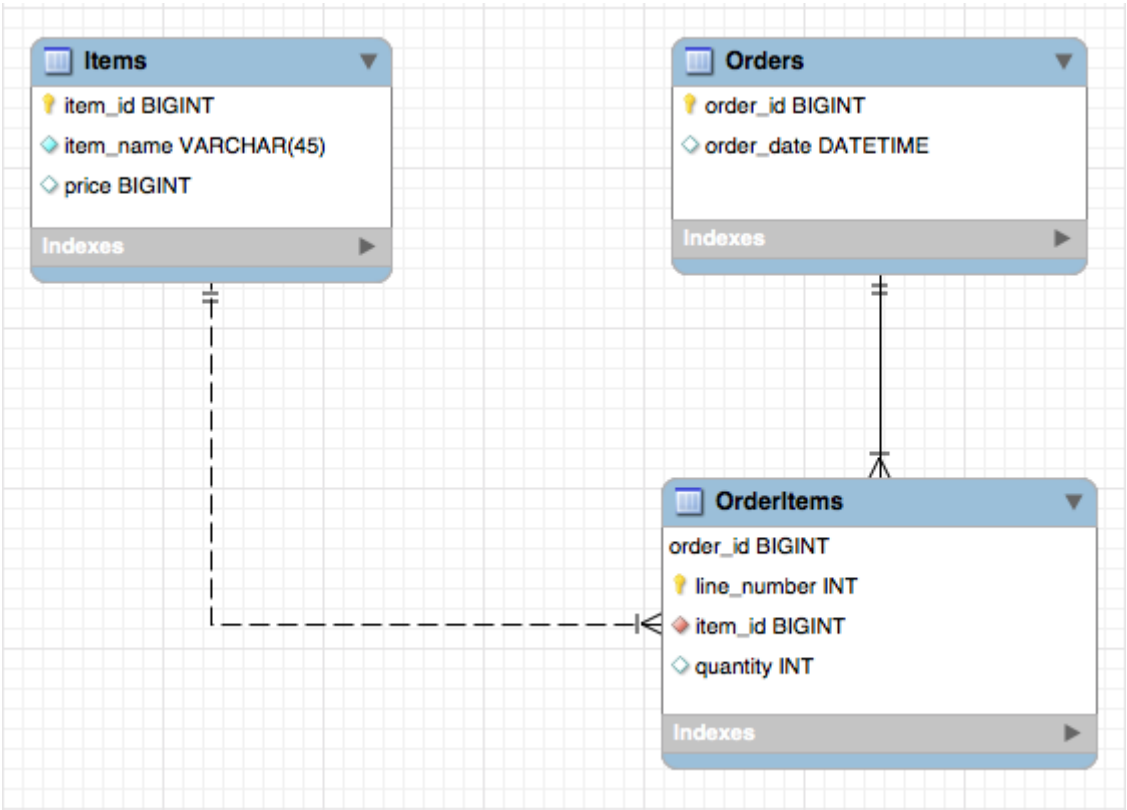 Items
item_id BIGINT
item_name VARCHAR(45)
price BIGINT
Indexes
Orders
order_id BIGINT
order_date DATETIME
Indexes
OrderItems
order_id BIGINT
line_number INT
item_id BIGINT
quantity INT
Indexes